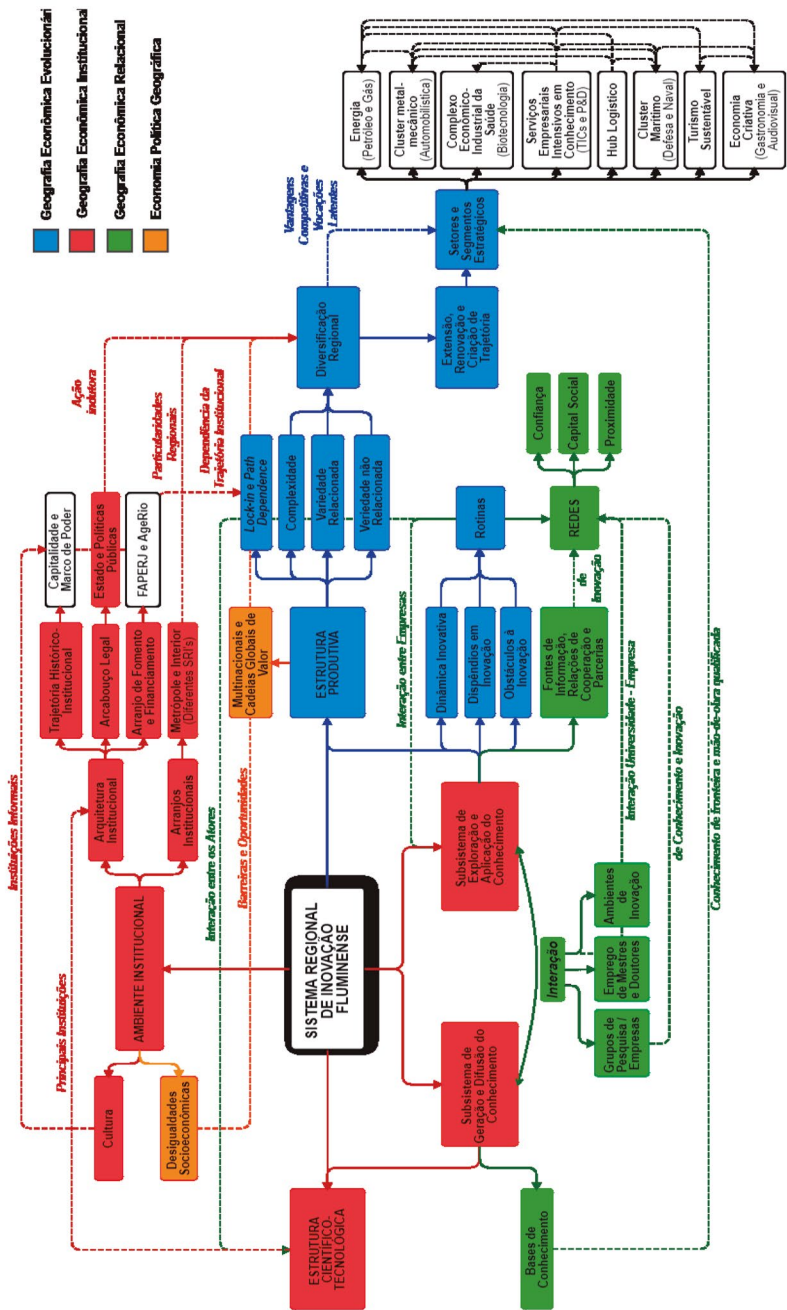 Geografia Econômica Evolucionári
Geografia Econômica Institucional
Geografia Econômica Relacional
Economia Política Geográfica
Principais Instituições
Instituições Informais
Cultura
Desigualdades
Socioeconômicas
AMBIENTE INSTITUCIONAL
Arquitetura
Institucional
Arranjos
Institucionais
Trajetória Histórico-
Institucional
Arcabouço Legal
Arranjo de Fomento
e Financiamento
Metrópole e Interior
(Diferentes SRI's)
Capitalidade e
Marco de Poder
Estado e Políticas
Públicas
FAPERJ e AgeRio
Ação
indutora
Particularidades
Regionais
Dependência da
Trajetória Institucional
Interação entre os Atores
Barreiras e Oportunidades
Multinacionais e
Cadeias Globais de
Valor
ESTRUTURA
PRODUTIVA
Lock-in e Path
Dependence
Complexidade
Variedade
Relacionada
Veriedade não
Relacionada
Diversificação
Regional
Vantagens
Competitivas e
Vocações
Latentes
Extensão,
Renovação e
Criação de
Trajetória
Setores e
Segmentos
Estratégicos
Energia
(Petróleo e Gás)
Cluster metal-
mecânico
(Automobilística)
Complexo
Econômico-
Industrial da
Saúde
(Biotecnologia)
Serviços
Empresariais
Intensivos em
Conhecimento
(TICs e P&D)
Hub Logístico
Cluster
Marítimo
(Defesa e Naval)
Turismo
Sustentável
Economia
Criativa
(Gastronomia e
Audiovisual)
ESTRUTURA
CIENTÍFICO-
TECNOLÓGICA
SISTEMA REGIONAL
DE INOVAÇÃO
FLUMINENSE
Interação entre Empresas
Dinâmica Inovativa
Dispêndios em
Inovação
Obstáculos à
Inovação
Rotinas
Subsistema de
Geração e Difusão do
Conhecimento
Subsistema de
Exploração e
Aplicação do
Conhecimento
Fontes de
Informação,
Relações de
Cooperação e
Parcerias
de
Inovação
REDES
Confiança
Capital Social
Proximidade
Interação
Grupos de
Pesquisa /
Empresas
Emprego
de Mestres
e Doutores
Ambientes
de
Inovação
Interação Universidade - Empresa
de Conhecimento e Inovação
Bases de
Conhecimento
Conhecimento de fronteira e mão-de-obra qualificada